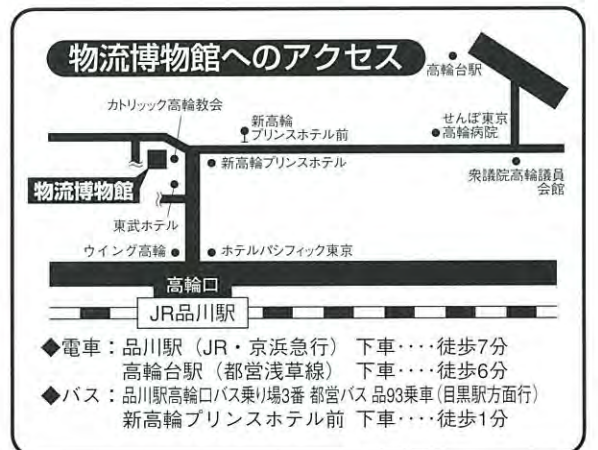 物流博物館へのアクセス
高輪台駅
カトリック高輪教会
新高輪
プリンスホテル前
せんぽ東京
高輪病院
新高輪プリンスホテル
衆議院高輪議員
会館
物流博物館
東武ホテル
ウイング高輪
ホテルパシフィック東京
高輪口
JR品川駅
◆電車：品川駅（JR・京浜急行）下車‥‥徒歩7分
高輪台駅（都営浅草線）下車‥‥徒歩6分
◆バス：品川駅高輪口バス乗り場3番 都営バス 品93乗車（目黒駅方面行）
新高輪プリンスホテル前 下車‥‥徒歩1分